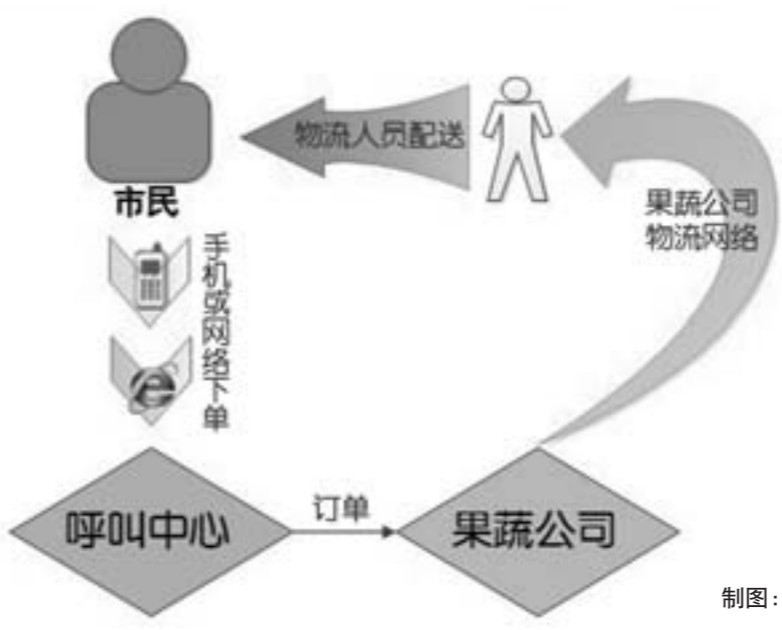 物流人员配送
市民
果蔬公司
物流网络
手机或网络下单
呼叫中心
订单
果蔬公司
制图：